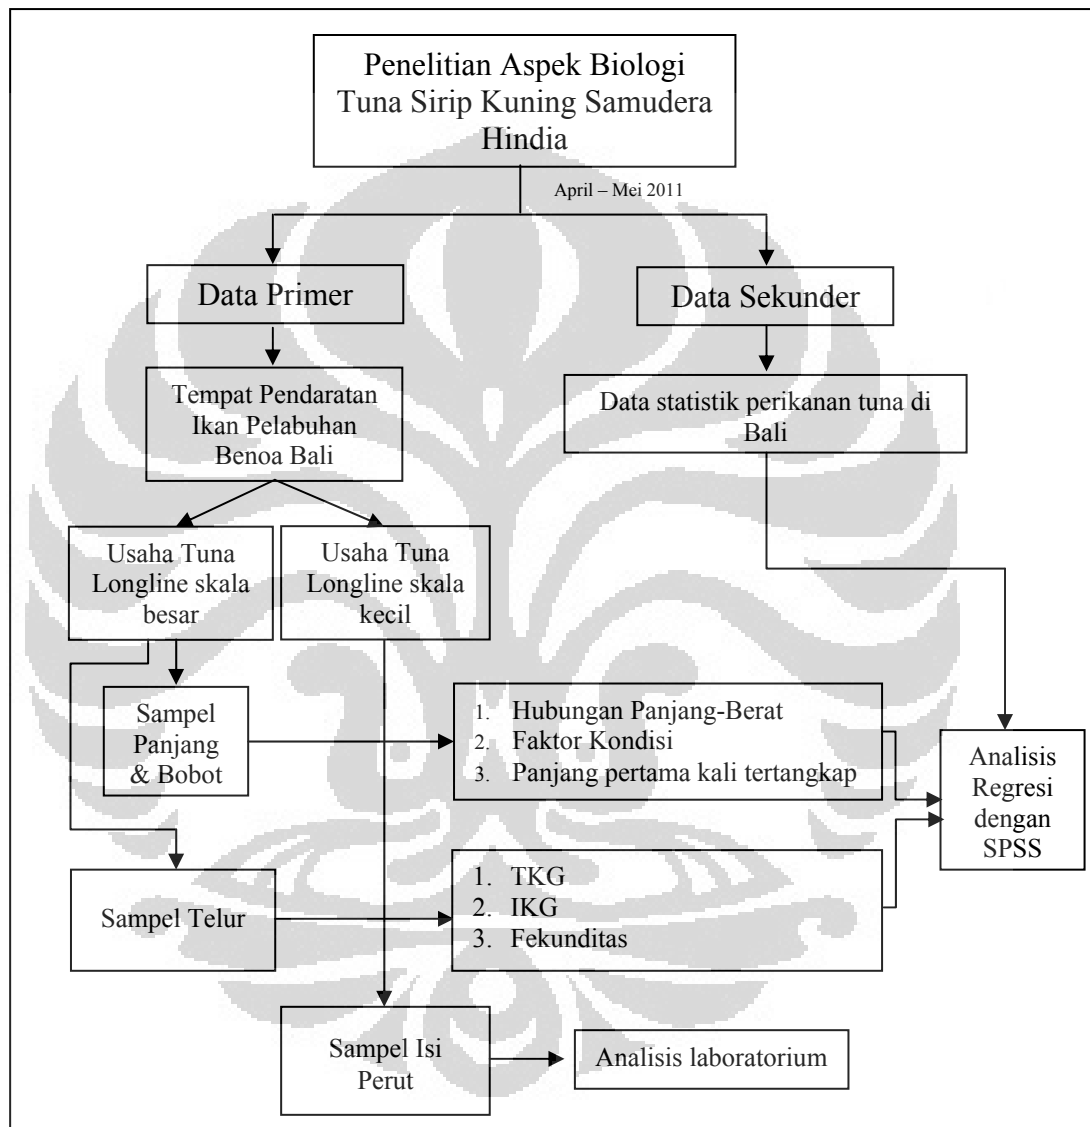 Penelitian Aspek Biologi
Tuna Sirip Kuning Samudera
Hindia
April – Mei 2011
Data Primer
Data Sekunder
Tempat Pendaratan
Ikan Pelabuhan
Benoa Bali
Data statistik perikanan tuna di
Bali
Usaha Tuna
Longline skala
besar
Usaha Tuna
Longline skala
kecil
Sampel
Panjang
& Bobot
1. Hubungan Panjang-Berat
2. Faktor Kondisi
3. Panjang pertama kali tertangkap
Analisis
Regresi
dengan
SPSS
Sampel Telur
1. TKG
2. IKG
3. Fekunditas
Sampel Isi
Perut
Analisis laboratorium